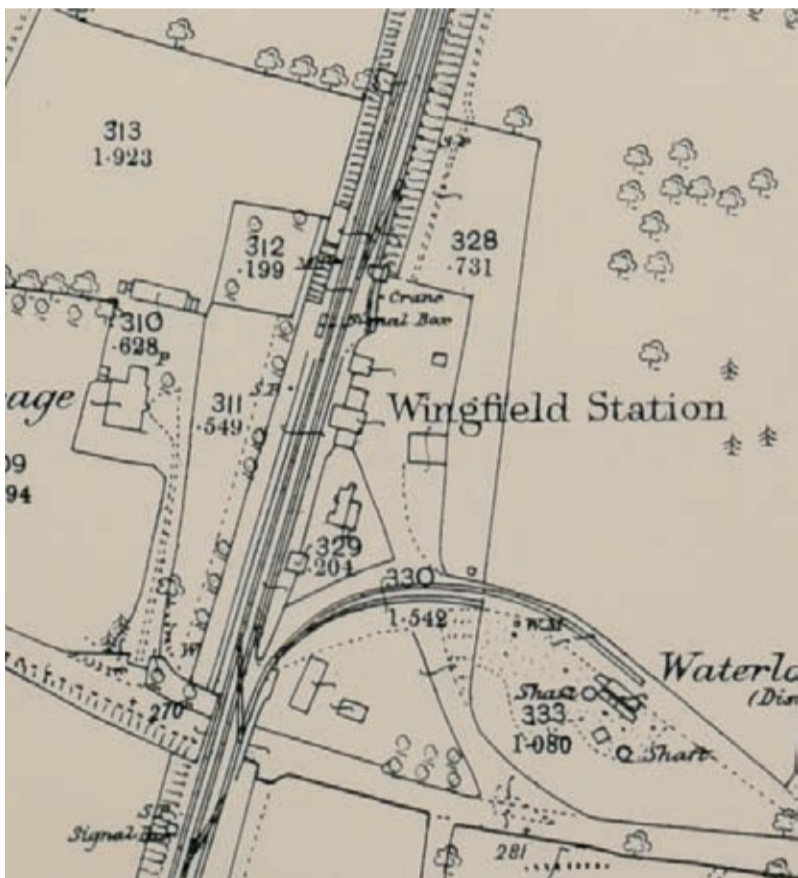 313
1·923
S.P
312
·199
328
·731
Crane
Signal Box
310
·628
P
311
·549
S.P
age
Wingfield Station
09
94
329
·204
330
1·542
W
W.M
Waterlo
(Dis
Shaft
333
1·080
Shaft
270
S.P
Signal Box
281